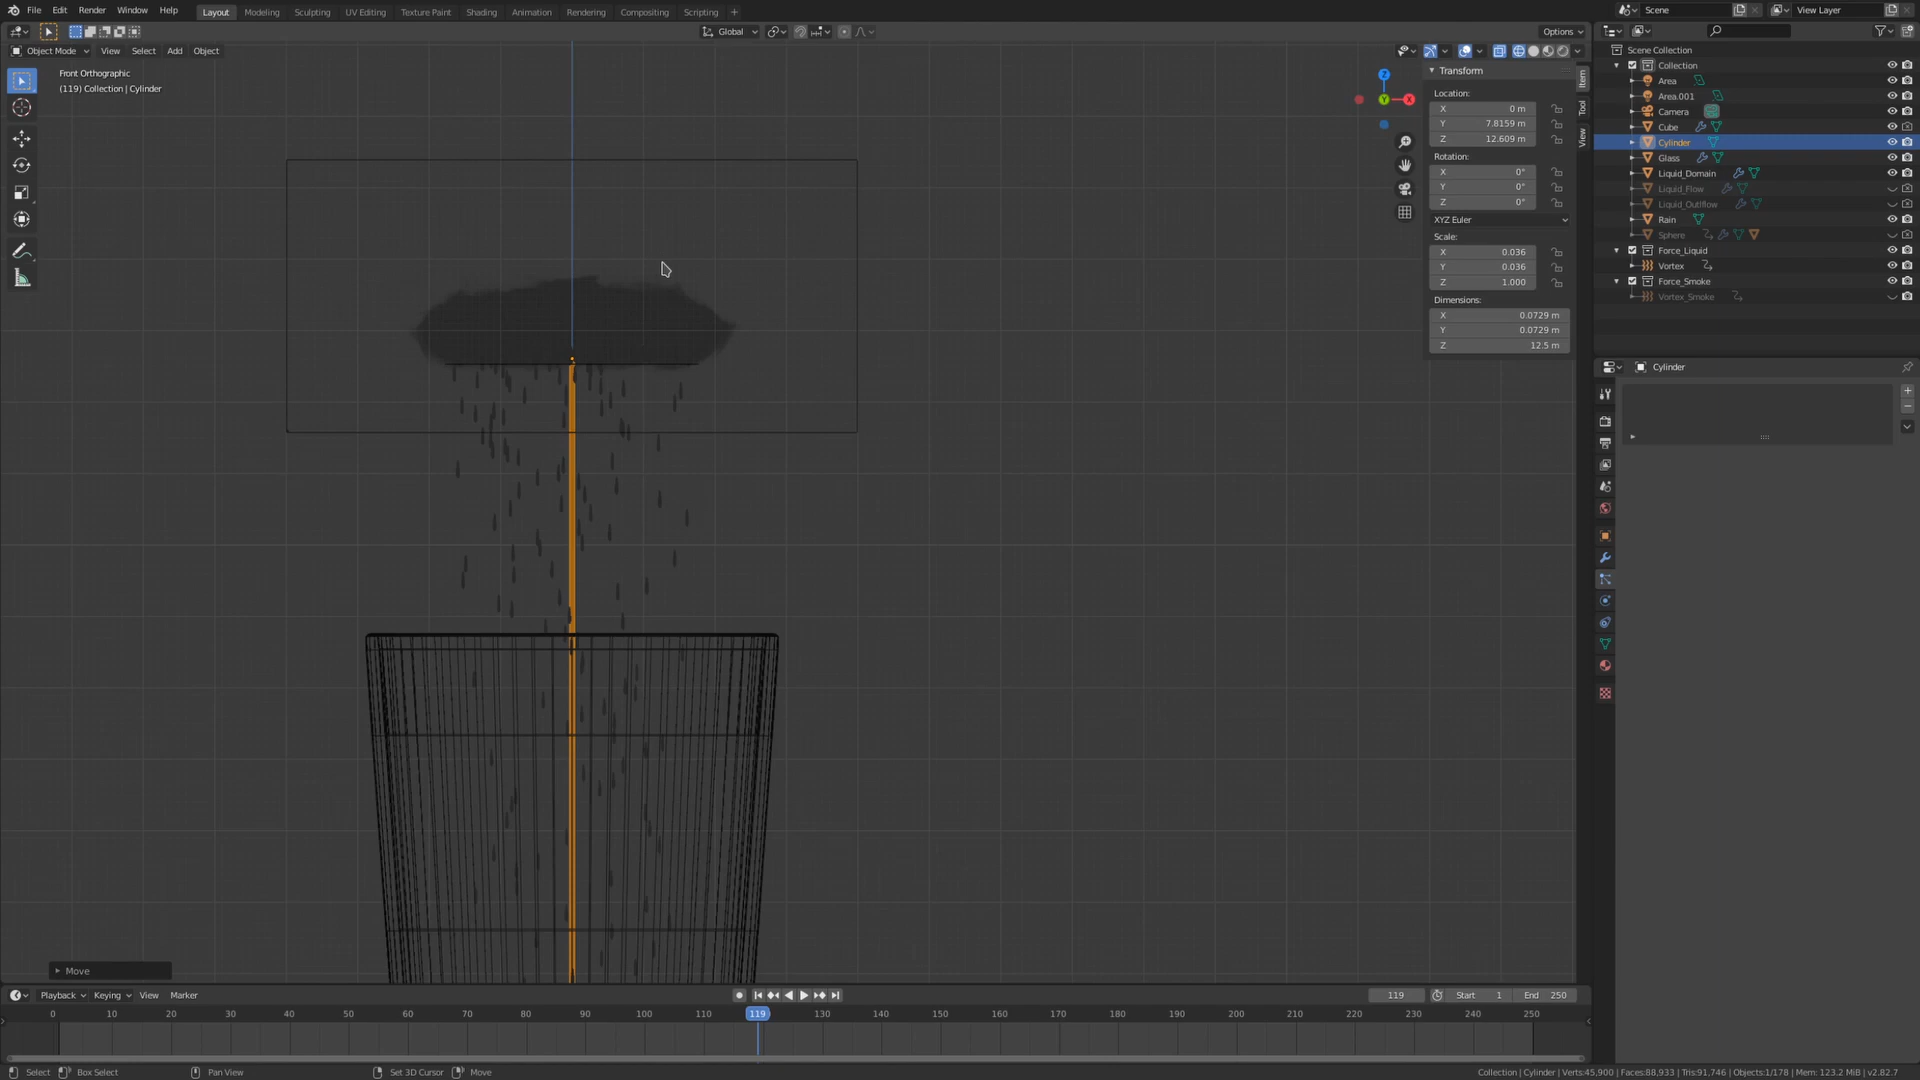 File Edit Render Window Help
Layout Modeling Sculpting UV Editing Texture Paint Shading Animation Rendering Compositing Scripting +
Scene View Layer
Global Options
Object Mode View Select Add Object
Front Orthographic
(119) Collection | Cylinder
Z
Y X
Item
Tool
View
Transform
Location:
X 0 m
Y 7.8159 m
Z 12.609 m
Rotation:
X 0°
Y 0°
Z 0°
XYZ Euler
Scale:
X 0.036
Y 0.036
Z 1.000
Dimensions:
X 0.0729 m
Y 0.0729 m
Z 12.5 m
Scene Collection
Collection
Area
Area.001
Camera
Cube
Cylinder
Glass
Liquid_Domain
Liquid_Flow
Liquid_Outlflow
Rain
Sphere
Force_Liquid
Vortex
Force_Smoke
Vortex_Smoke
Cylinder
Move
Playback Keying View Marker 119 Start 1 End 250
0 10 20 30 40 50 60 70 80 90 100 110 119 130 140 150 160 170 180 190 200 210 220 230 240 250
Select Box Select Pan View Set 3D Cursor Move Collection | Cylinder | Verts:45,900 | Faces:88,933 | Tris:91,746 | Objects:1/178 | Mem: 123.2 MiB | v2.82.7